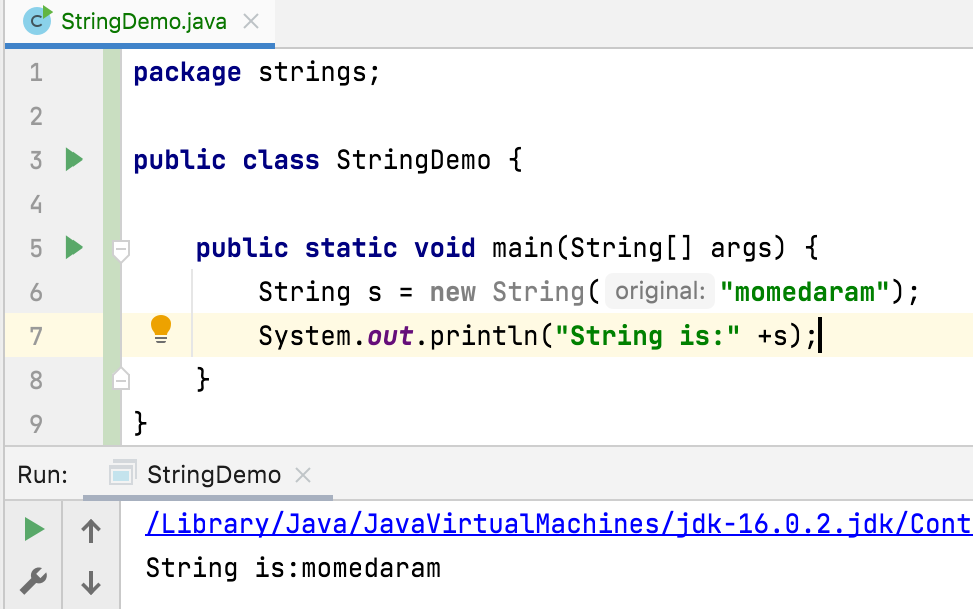 StringDemo.java
1 package strings;
2
3 public class StringDemo {
4
5 public static void main(String[] args) {
6 String s = new String( original: "momedaram");
7 System.out.println("String is:" +s);
8 }
9 }
Run: StringDemo
/Library/Java/JavaVirtualMachines/jdk-16.0.2.jdk/Cont
String is:momedaram